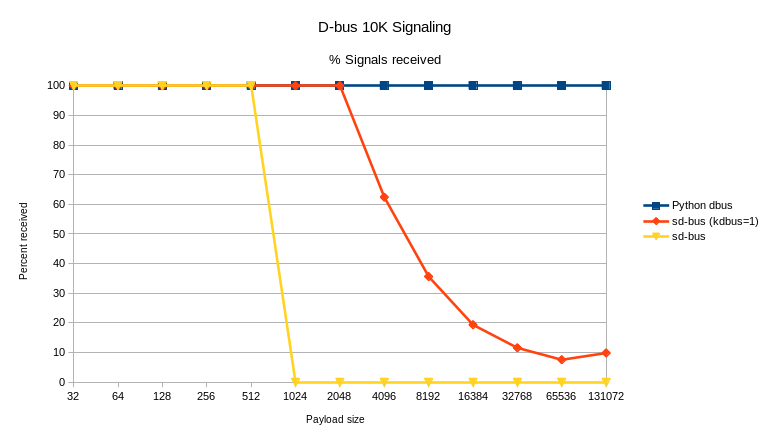 D-bus 10K Signaling
% Signals received
100
90
80
70
60
50
40
30
20
10
0
Percent received
32 64 128 256 512 1024 2048 4096 8192 16384 32768 65536 131072
Payload size
Python dbus
sd-bus (kdbus=1)
sd-bus